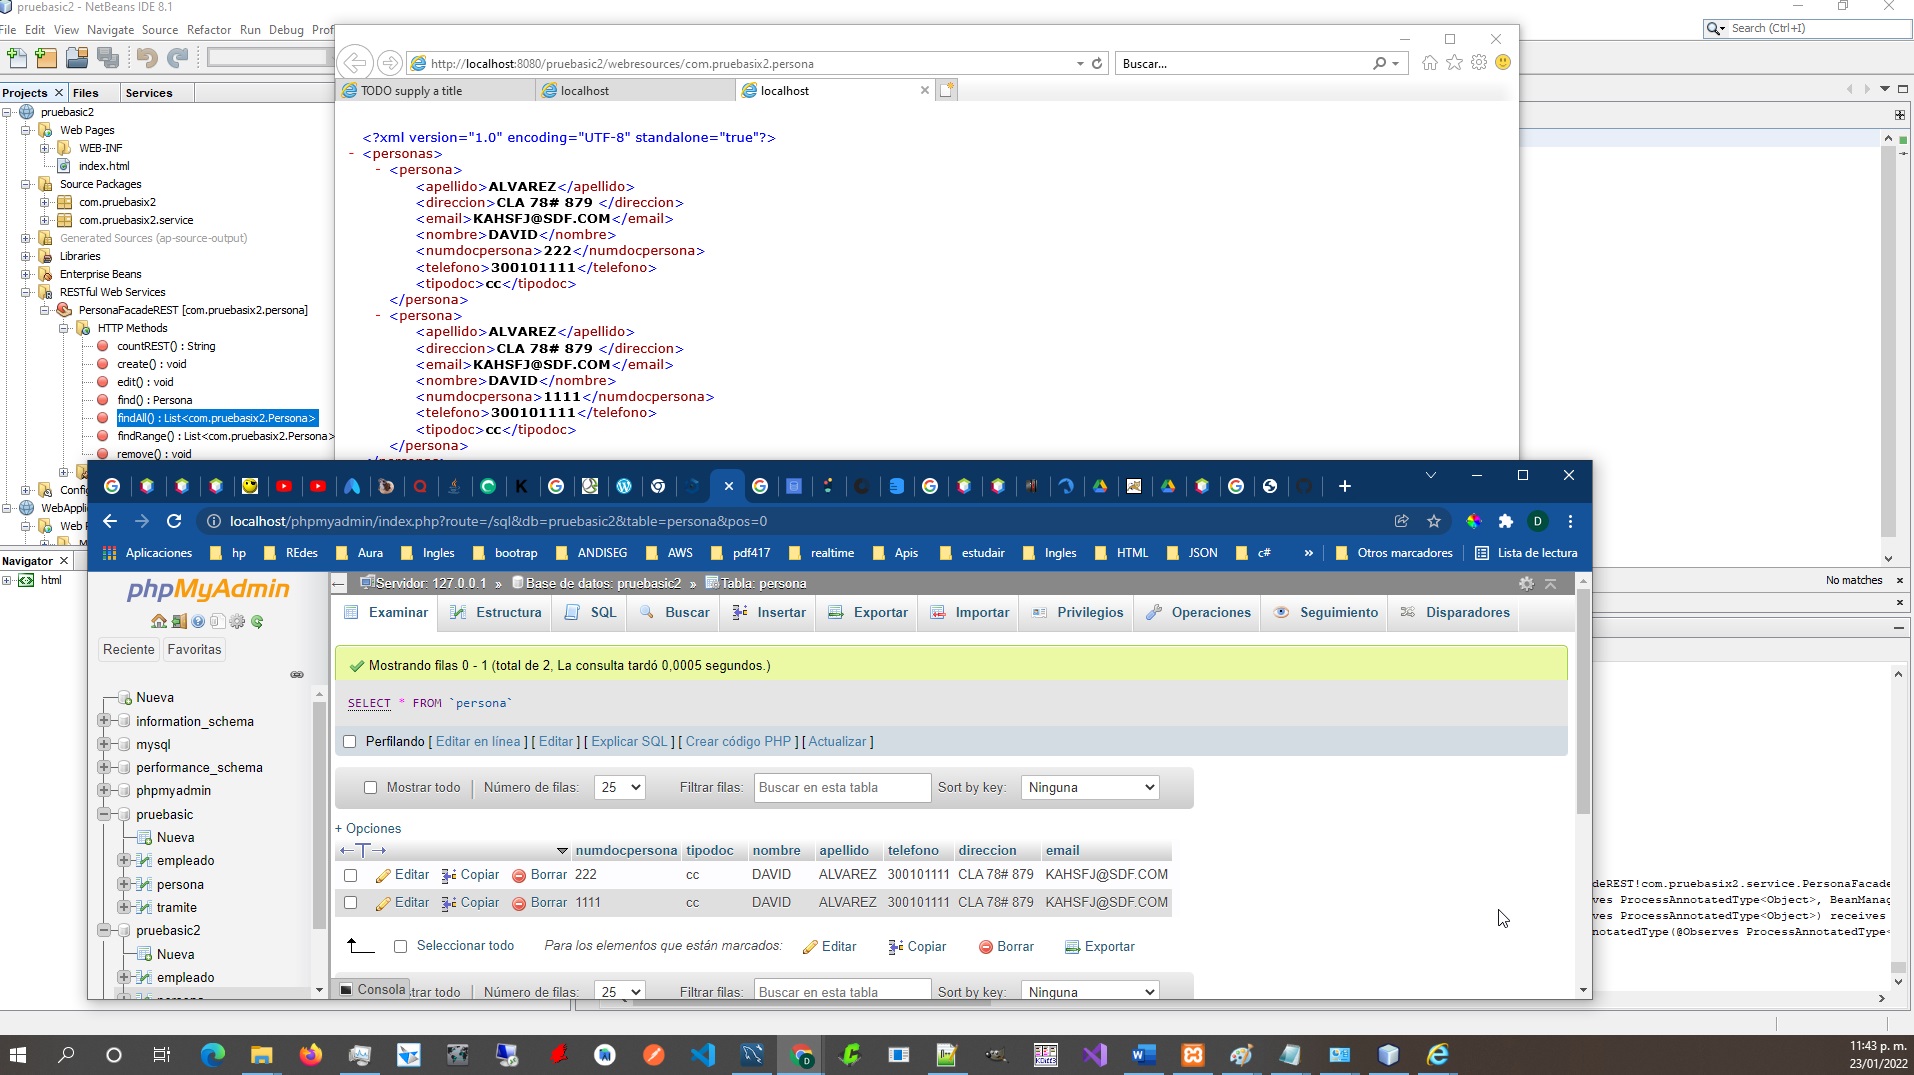 pruebasic2 - NetBeans IDE 8.1
File Edit View Navigate Source Refactor Run Debug Prof
Search (Ctrl+I)
Projects Files Services
pruebasic2
Web Pages
WEB-INF
index.html
Source Packages
com.pruebasix2
com.pruebasix2.service
Generated Sources (ap-source-output)
Libraries
Enterprise Beans
RESTful Web Services
PersonaFacadeREST [com.pruebasix2.persona]
HTTP Methods
countREST() : String
create() : void
edit() : void
find() : Persona
findAll() : List<com.pruebasix2.Persona>
findRange() : List<com.pruebasix2.Persona>
remove() : void
Confi
WebApplic
Web P
Navigator
html
http://localhost:8080/pruebasic2/webresources/com.pruebasix2.persona
Buscar...
TODO supply a title
localhost
localhost
<?xml version="1.0" encoding="UTF-8" standalone="true"?>
- <personas>
- <persona>
<apellido>ALVAREZ</apellido>
<direccion>CLA 78# 879 </direccion>
<email>KAHSFJ@SDF.COM</email>
<nombre>DAVID</nombre>
<numdocpersona>222</numdocpersona>
<telefono>300101111</telefono>
<tipodoc>cc</tipodoc>
</persona>
- <persona>
<apellido>ALVAREZ</apellido>
<direccion>CLA 78# 879 </direccion>
<email>KAHSFJ@SDF.COM</email>
<nombre>DAVID</nombre>
<numdocpersona>1111</numdocpersona>
<telefono>300101111</telefono>
<tipodoc>cc</tipodoc>
</persona>
localhost/phpmyadmin/index.php?route=/sql&db=pruebasic2&table=persona&pos=0
D
Aplicaciones hp REdes Aura Ingles bootrap ANDISEG AWS pdf417 realtime Apis estudair Ingles HTML JSON c# » Otros marcadores Lista de lectura
phpMyAdmin
Reciente Favoritas
Nueva
information_schema
mysql
performance_schema
phpmyadmin
pruebasic
Nueva
empleado
persona
tramite
pruebasic2
Nueva
empleado
Servidor: 127.0.0.1 » Base de datos: pruebasic2 » Tabla: persona
Examinar Estructura SQL Buscar Insertar Exportar Importar Privilegios Operaciones Seguimiento Disparadores
Mostrando filas 0 - 1 (total de 2, La consulta tardó 0,0005 segundos.)
SELECT * FROM `persona`
Perfilando [ Editar en línea ] [ Editar ] [ Explicar SQL ] [ Crear código PHP ] [ Actualizar ]
Mostrar todo Número de filas: 25 Filtrar filas: Buscar en esta tabla Sort by key: Ninguna
+ Opciones
numdocpersona tipodoc nombre apellido telefono direccion email
Editar Copiar Borrar 222 cc DAVID ALVAREZ 300101111 CLA 78# 879 KAHSFJ@SDF.COM
Editar Copiar Borrar 1111 cc DAVID ALVAREZ 300101111 CLA 78# 879 KAHSFJ@SDF.COM
Seleccionar todo Para los elementos que están marcados: Editar Copiar Borrar Exportar
Consola
strar todo Número de filas: 25 Filtrar filas: Buscar en esta tabla Sort by key: Ninguna
No matches
deREST!com.pruebasix2.service.PersonaFacade
ves ProcessAnnotatedType<Object>, BeanManag
ves ProcessAnnotatedType<Object>) receives
notatedType(@Observes ProcessAnnotatedType<
11:43 p. m.
23/01/2022